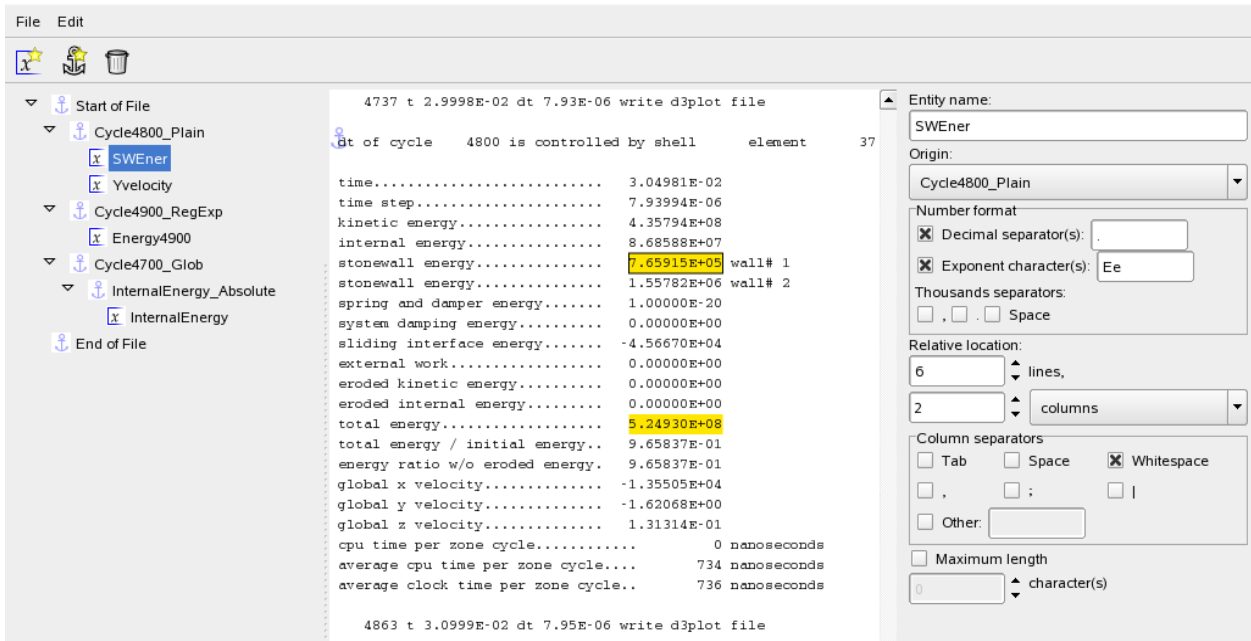 File Edit
Start of File
Cycle4800_Plain
SWEner
Yvelocity
Cycle4900_RegExp
Energy4900
Cycle4700_Glob
InternalEnergy_Absolute
InternalEnergy
End of File
4737 t 2.9998E-02 dt 7.93E-06 write d3plot file
dt of cycle 4800 is controlled by shell element 37
time........................... 3.04981E-02
time step...................... 7.93994E-06
kinetic energy................. 4.35794E+08
internal energy................ 8.68588E+07
stonewall energy............... 7.65915E+05 wall# 1
stonewall energy............... 1.55782E+06 wall# 2
spring and damper energy....... 1.00000E-20
system damping energy.......... 0.00000E+00
sliding interface energy....... -4.56670E+04
external work.................. 0.00000E+00
eroded kinetic energy.......... 0.00000E+00
eroded internal energy......... 0.00000E+00
total energy................... 5.24930E+08
total energy / initial energy.. 9.65837E-01
energy ratio w/o eroded energy. 9.65837E-01
global x velocity.............. -1.35505E+04
global y velocity.............. -1.62068E+00
global z velocity.............. 1.31314E-01
cpu time per zone cycle............ 0 nanoseconds
average cpu time per zone cycle.... 734 nanoseconds
average clock time per zone cycle.. 736 nanoseconds
4863 t 3.0999E-02 dt 7.95E-06 write d3plot file
Entity name:
SWEner
Origin:
Cycle4800_Plain
Number format
Decimal separator(s): .
Exponent character(s): Ee
Thousands separators:
, . Space
Relative location:
6 lines,
2 columns
Column separators
Tab Space Whitespace
, ; |
Other:
Maximum length
0 character(s)